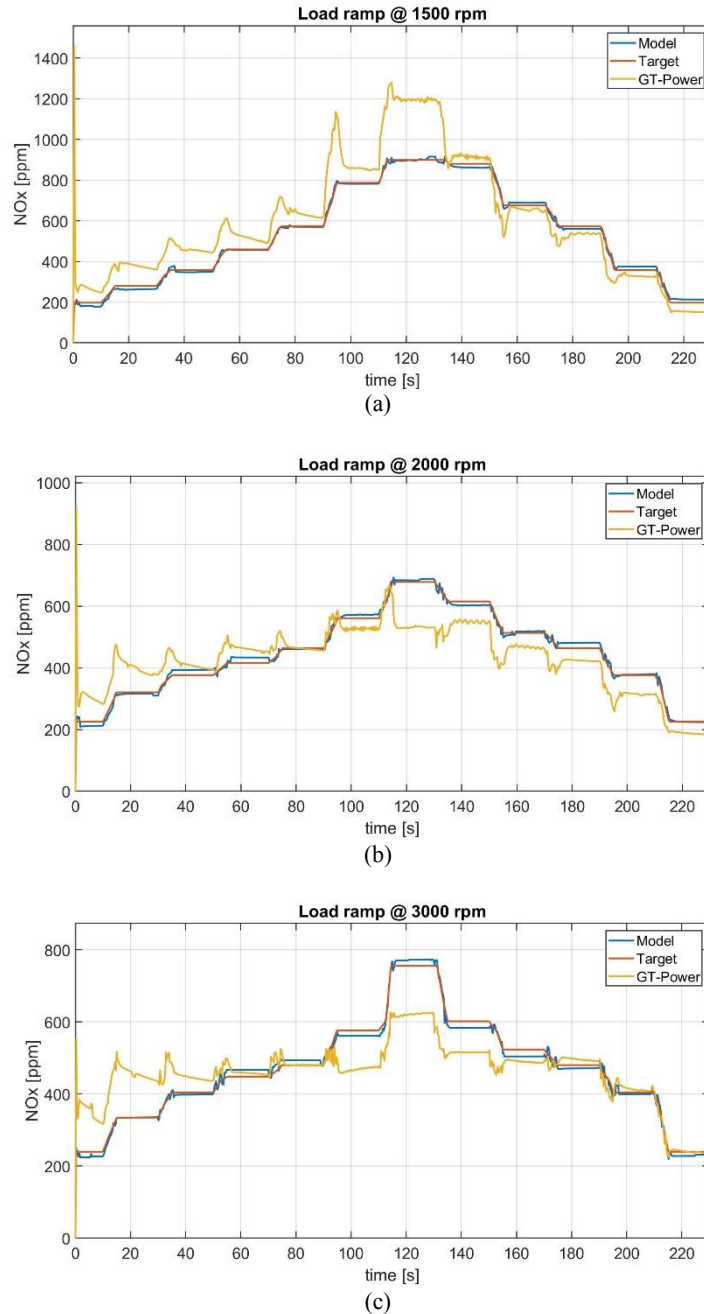 Load ramp @ 1500 rpm
Model
Target
GT-Power
NOx [ppm]
1400
1200
1000
800
600
400
200
0
0 20 40 60 80 100 120 140 160 180 200 220
time [s]
(a)
Load ramp @ 2000 rpm
Model
Target
GT-Power
NOx [ppm]
1000
800
600
400
200
0
0 20 40 60 80 100 120 140 160 180 200 220
time [s]
(b)
Load ramp @ 3000 rpm
Model
Target
GT-Power
NOx [ppm]
800
600
400
200
0
0 20 40 60 80 100 120 140 160 180 200 220
time [s]
(c)